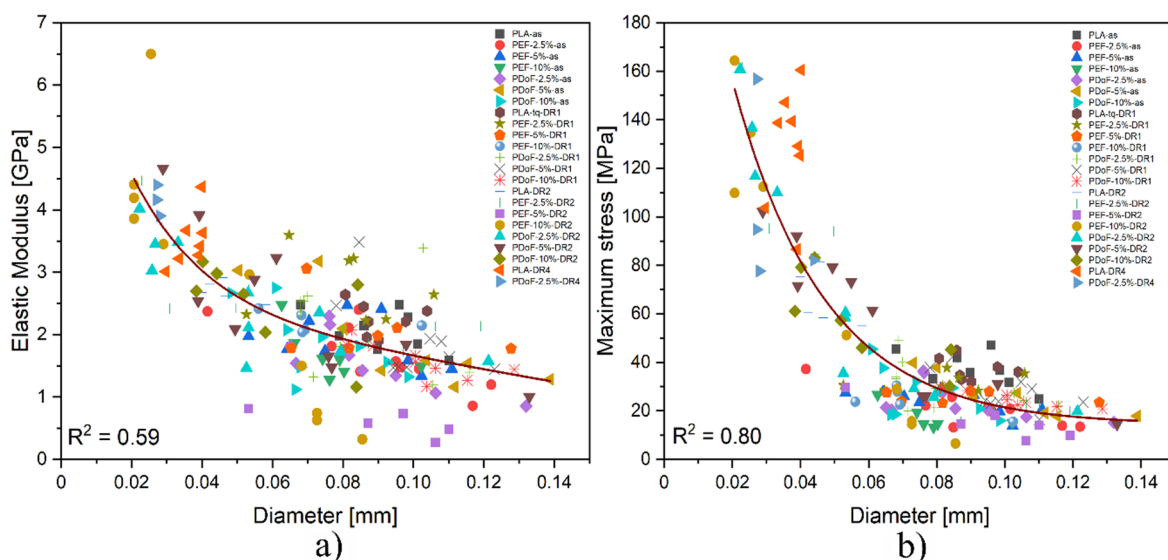 7
6
5
4
3
2
1
0
Elastic Modulus [GPa]
0
0.02
0.04
0.06
0.08
0.10
0.12
0.14
Diameter [mm]
R² = 0.59
PLA-as
PEF-2.5%-as
PEF-5%-as
PEF-10%-as
PDoF-2.5%-as
PDoF-5%-as
PDoF-10%-as
PLA-tq-DR1
PEF-2.5%-DR1
PEF-5%-DR1
PEF-10%-DR1
PDoF-2.5%-DR1
PDoF-5%-DR1
PDoF-10%-DR1
PLA-DR2
PEF-2.5%-DR2
PEF-5%-DR2
PEF-10%-DR2
PDoF-2.5%-DR2
PDoF-5%-DR2
PDoF-10%-DR2
PLA-DR4
PDoF-2.5%-DR4
a)
180
160
140
120
100
80
60
40
20
0
Maximum stress [MPa]
0.00
0.02
0.04
0.06
0.08
0.10
0.12
0.14
Diameter [mm]
R² = 0.80
PLA-as
PEF-2.5%-as
PEF-5%-as
PEF-10%-as
PDoF-2.5%-as
PDoF-5%-as
PDoF-10%-as
PLA-tq-DR1
PEF-2.5%-DR1
PEF-5%-DR1
PEF-10%-DR1
PDoF-2.5%-DR1
PDoF-5%-DR1
PDoF-10%-DR1
PLA-DR2
PEF-2.5%-DR2
PEF-5%-DR2
PEF-10%-DR2
PDoF-2.5%-DR2
PDoF-5%-DR2
PDoF-10%-DR2
PLA-DR4
PDoF-2.5%-DR4
b)